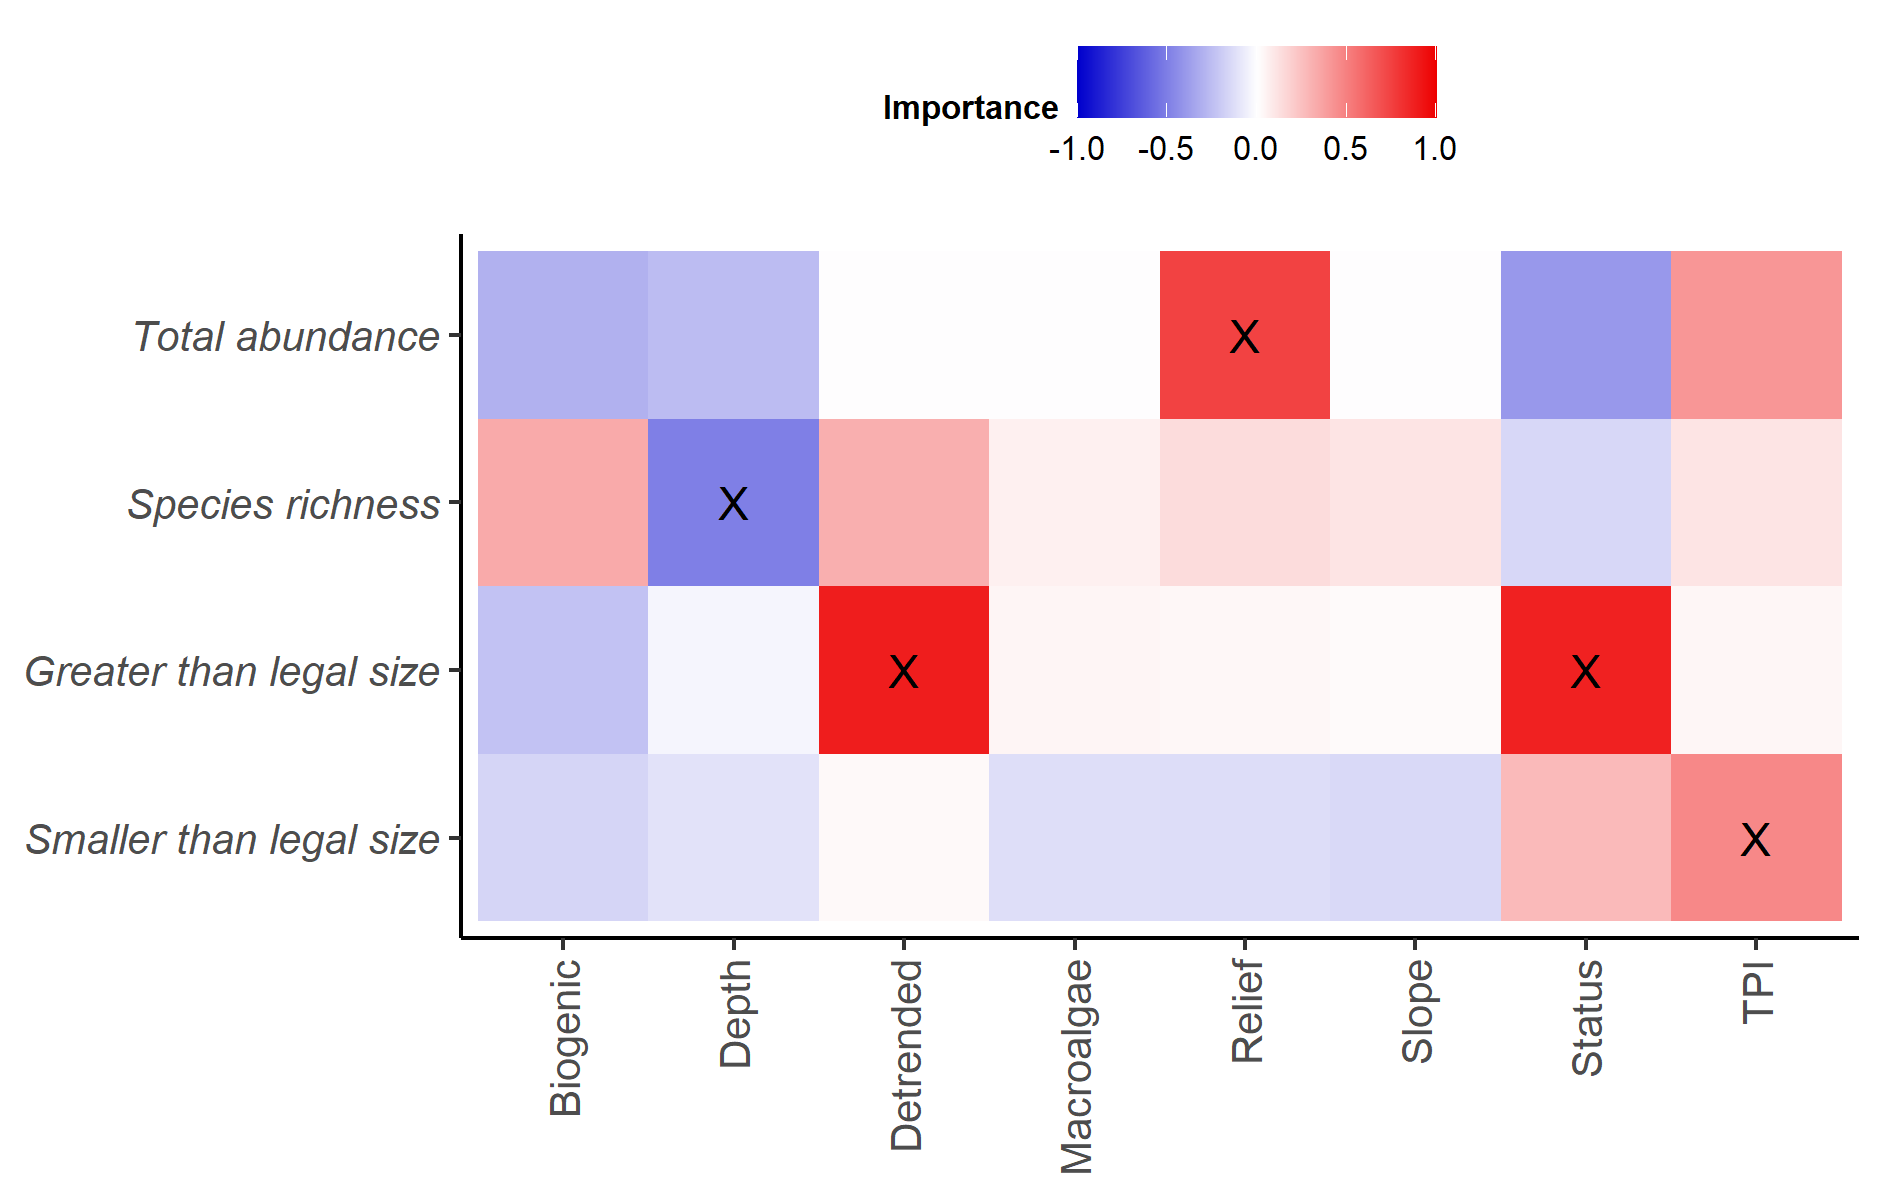 Importance
-1.0 -0.5 0.0 0.5 1.0
Total abundance
X
Species richness
X
Greater than legal size
X X
Smaller than legal size
X
Biogenic
Depth
Detrended
Macroalgae
Relief
Slope
Status
TPI